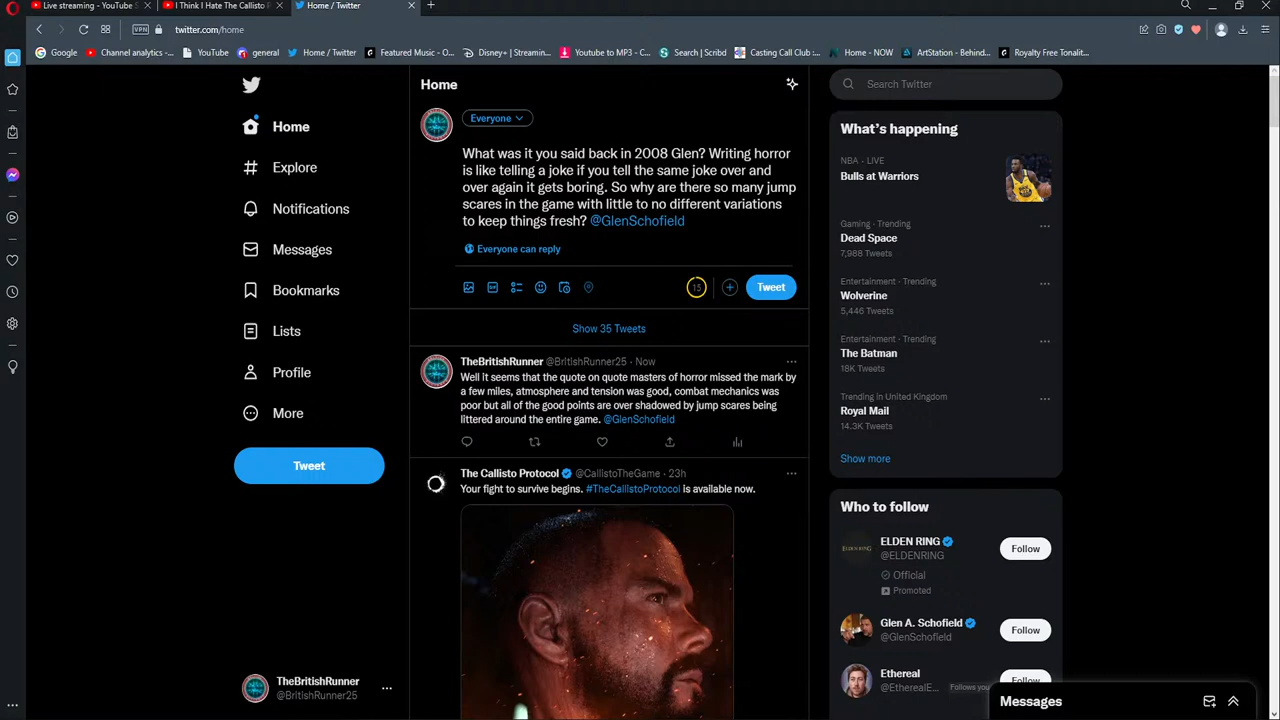 Live streaming - YouTube S
I Think I Hate The Callisto P
Home / Twitter
VPN
twitter.com/home
Google
Channel analytics -...
YouTube
general
Home / Twitter
Featured Music - O...
Disney+ | Streamin...
Youtube to MP3 - C...
Search | Scribd
Casting Call Club :...
Home - NOW
ArtStation - Behind...
Royalty Free Tonalit...
Home
Explore
Notifications
Messages
Bookmarks
Lists
Profile
More
Tweet
TheBritishRunner
@BritishRunner25
Home
Everyone
What was it you said back in 2008 Glen? Writing horror
is like telling a joke if you tell the same joke over and
over again it gets boring. So why are there so many jump
scares in the game with little to no different variations
to keep things fresh? @GlenSchofield
Everyone can reply
GIF
15
Tweet
Show 35 Tweets
TheBritishRunner @BritishRunner25 · Now
Well it seems that the quote on quote masters of horror missed the mark by
a few miles, atmosphere and tension was good, combat mechanics was
poor but all of the good points are over shadowed by jump scares being
littered around the entire game. @GlenSchofield
The Callisto Protocol @CallistoTheGame · 23h
Your fight to survive begins. #TheCallistoProtocol is available now.
Search Twitter
What's happening
NBA · LIVE
Bulls at Warriors
Gaming · Trending
Dead Space
7,988 Tweets
Entertainment · Trending
Wolverine
5,446 Tweets
Entertainment · Trending
The Batman
18K Tweets
Trending in United Kingdom
Royal Mail
14.3K Tweets
Show more
Who to follow
ELDEN RING
@ELDENRING
Official
Promoted
Follow
Glen A. Schofield
@GlenSchofield
Follow
Ethereal
@EtherealE...
Follows you
Follow
Messages